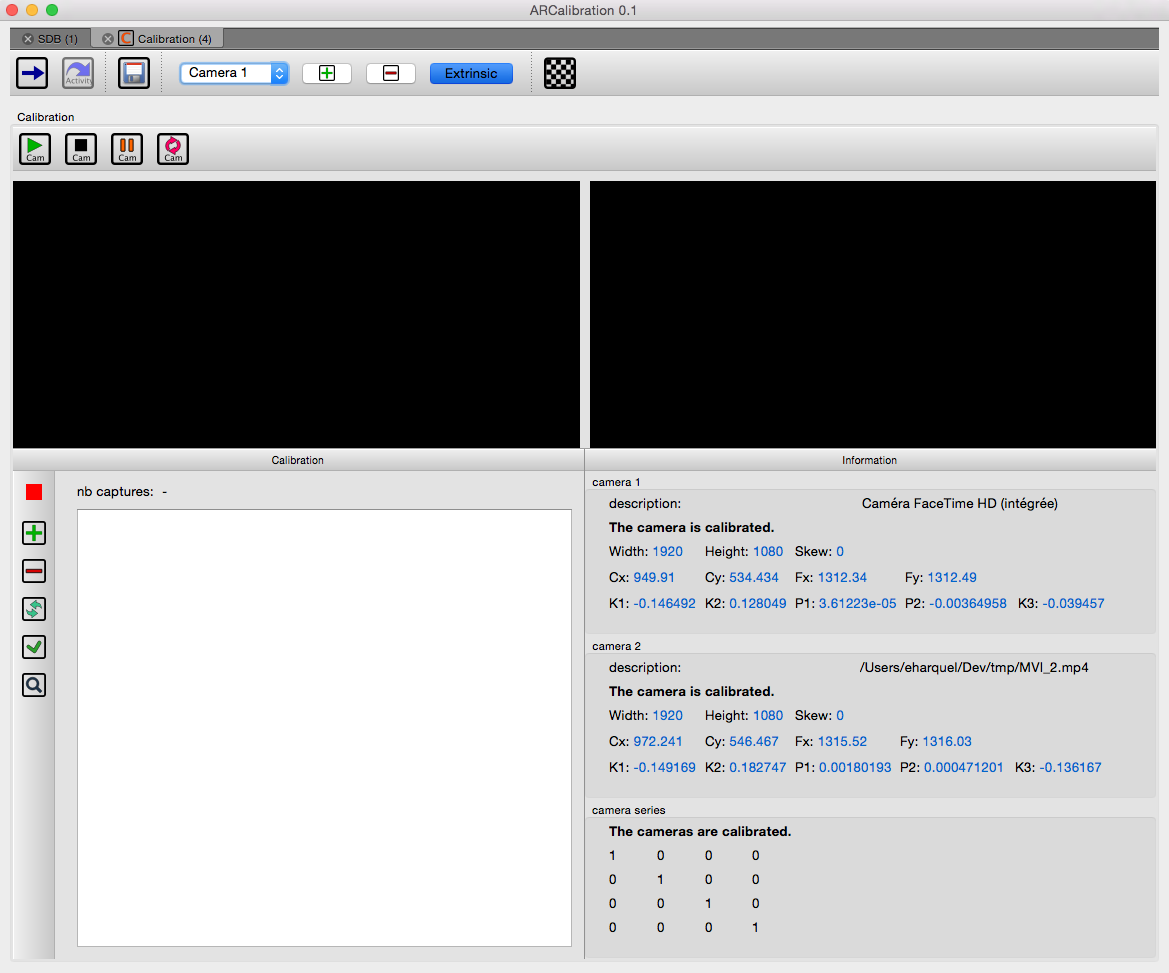 ARCalibration 0.1
SDB (1) Calibration (4)
Activity Camera 1 Extrinsic
Calibration
Cam Cam Cam Cam
Calibration
nb captures: -
Information
camera 1
description: Caméra FaceTime HD (intégrée)
The camera is calibrated.
Width: 1920 Height: 1080 Skew: 0
Cx: 949.91 Cy: 534.434 Fx: 1312.34 Fy: 1312.49
K1: -0.146492 K2: 0.128049 P1: 3.61223e-05 P2: -0.00364958 K3: -0.039457
camera 2
description: /Users/eharquel/Dev/tmp/MVI_2.mp4
The camera is calibrated.
Width: 1920 Height: 1080 Skew: 0
Cx: 972.241 Cy: 546.467 Fx: 1315.52 Fy: 1316.03
K1: -0.149169 K2: 0.182747 P1: 0.00180193 P2: 0.000471201 K3: -0.136167
camera series
The cameras are calibrated.
1 0 0 0
0 1 0 0
0 0 1 0
0 0 0 1